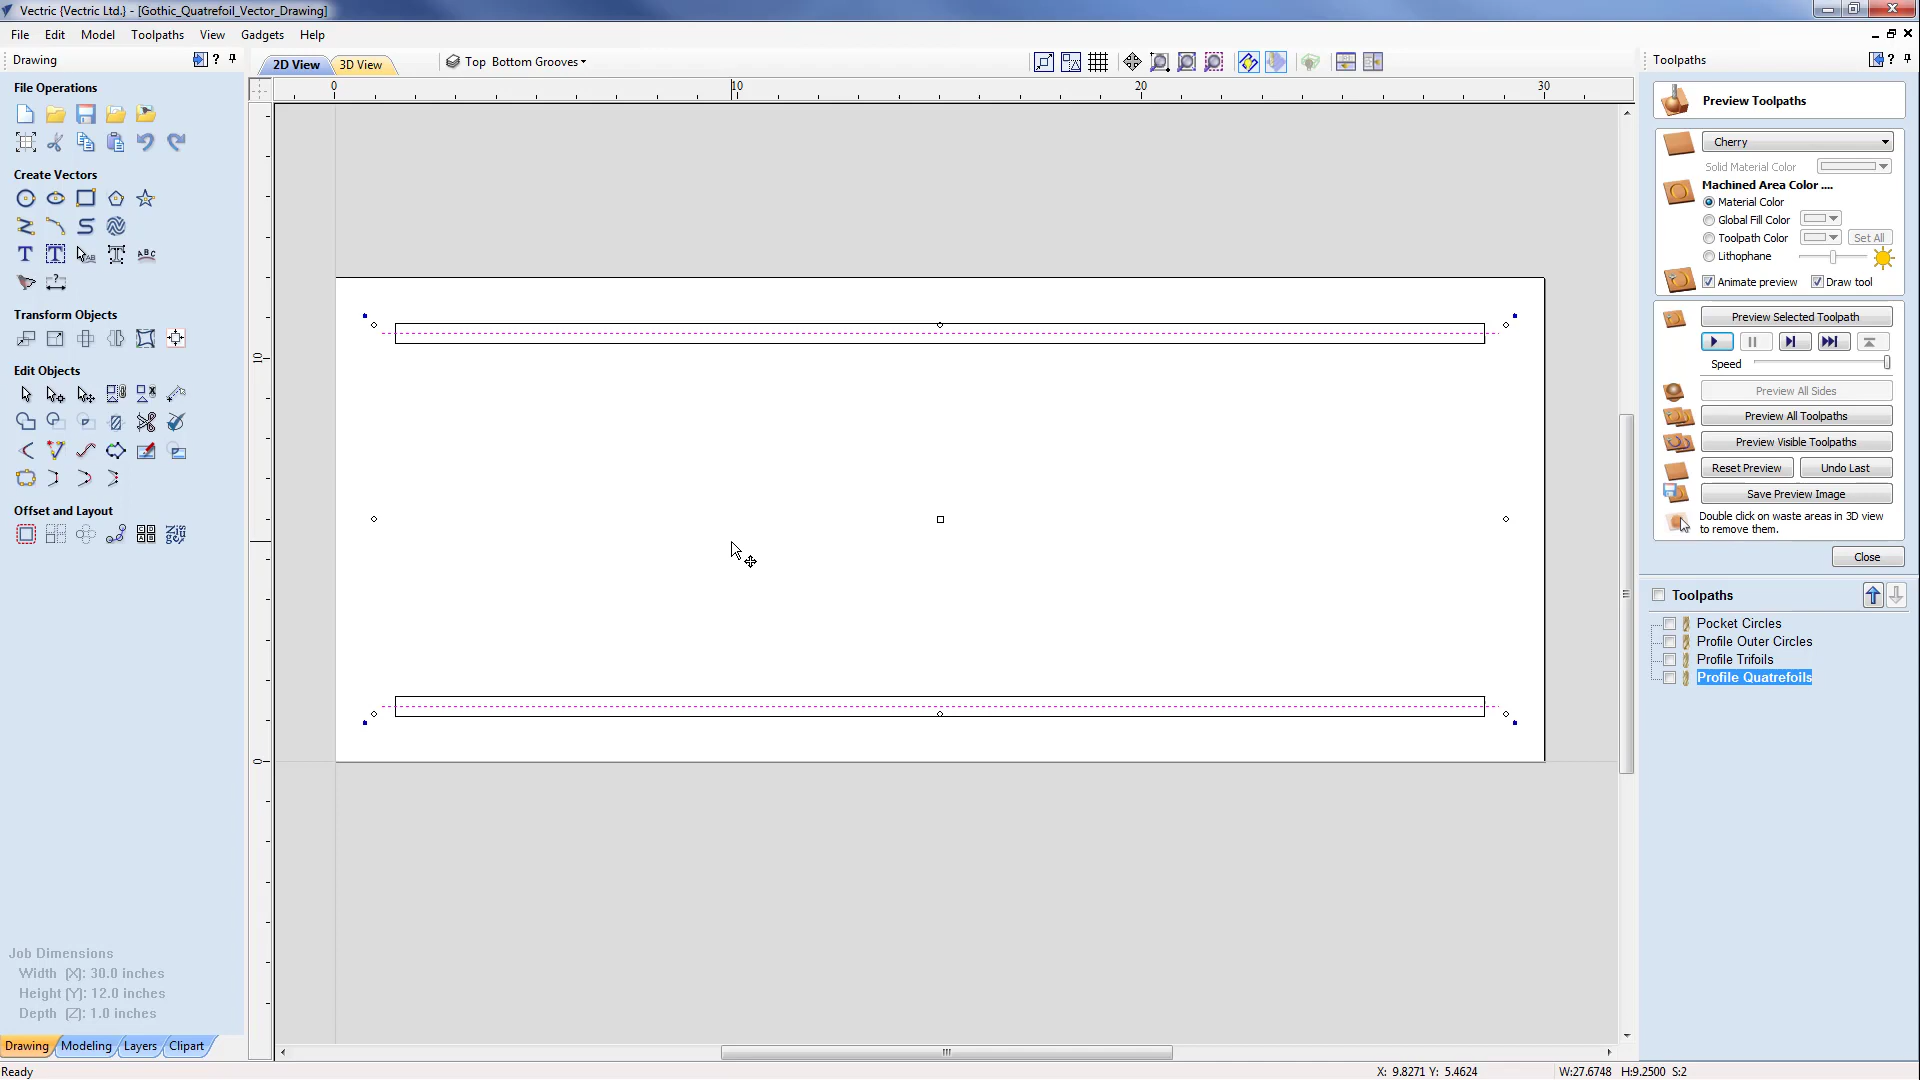 Vectric {Vectric Ltd.} - [Gothic_Quatrefoil_Vector_Drawing]
File Edit Model Toolpaths View Gadgets Help
Drawing
?
2D View
3D View
Top Bottom Grooves
Toolpaths
?
File Operations
Create Vectors
Transform Objects
Edit Objects
Offset and Layout
Job Dimensions
Width (X): 30.0 inches
Height (Y): 12.0 inches
Depth (Z): 1.0 inches
Drawing Modeling Layers Clipart
0 10 20 30
10
0
Preview Toolpaths
Cherry
Solid Material Color
Machined Area Color ....
Material Color
Global Fill Color
Toolpath Color
Set All
Lithophane
Animate preview
Draw tool
Preview Selected Toolpath
Speed
Preview All Sides
Preview All Toolpaths
Preview Visible Toolpaths
Reset Preview
Undo Last
Save Preview Image
Double click on waste areas in 3D view
to remove them.
Close
Toolpaths
Pocket Circles
Profile Outer Circles
Profile Trifoils
Profile Quatrefoils
Ready
X: 9.8271 Y: 5.4624
W:27.6748 H:9.2500 S:2